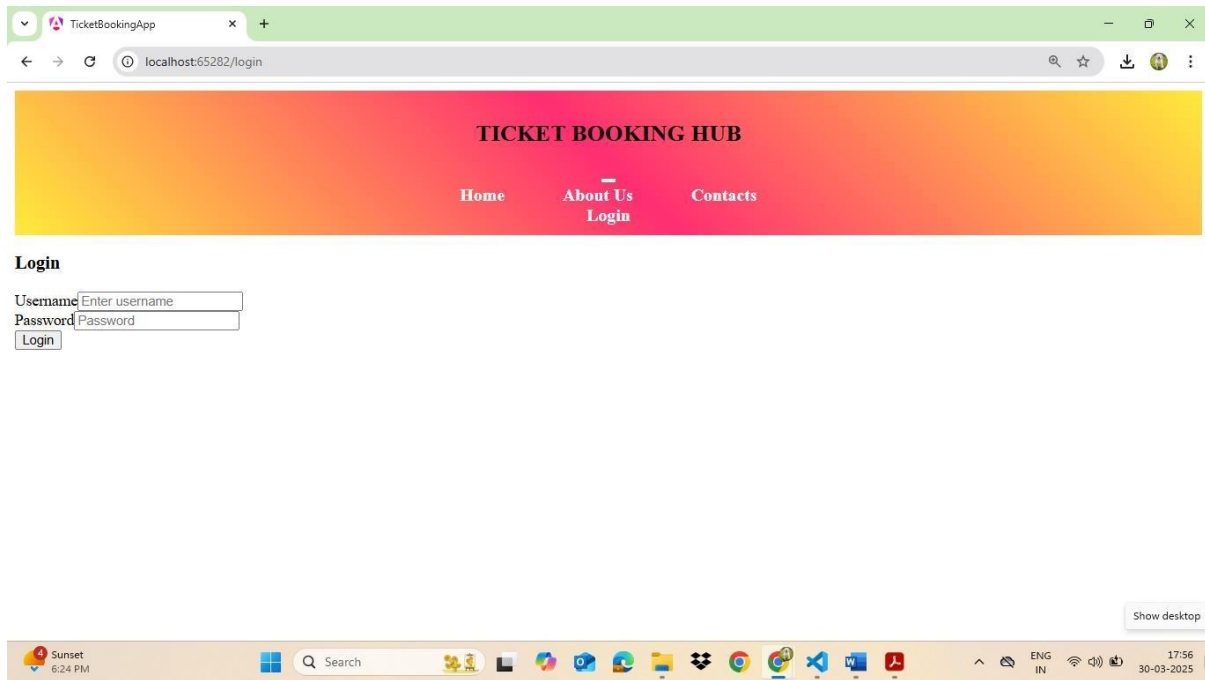 TicketBookingApp
localhost:65282/login
TICKET BOOKING HUB
Home About Us Contacts
Login
Login
Username Enter username
Password Password
Login
Show desktop
4
Sunset
6:24 PM
Search
ENG
IN
17:56
30-03-2025